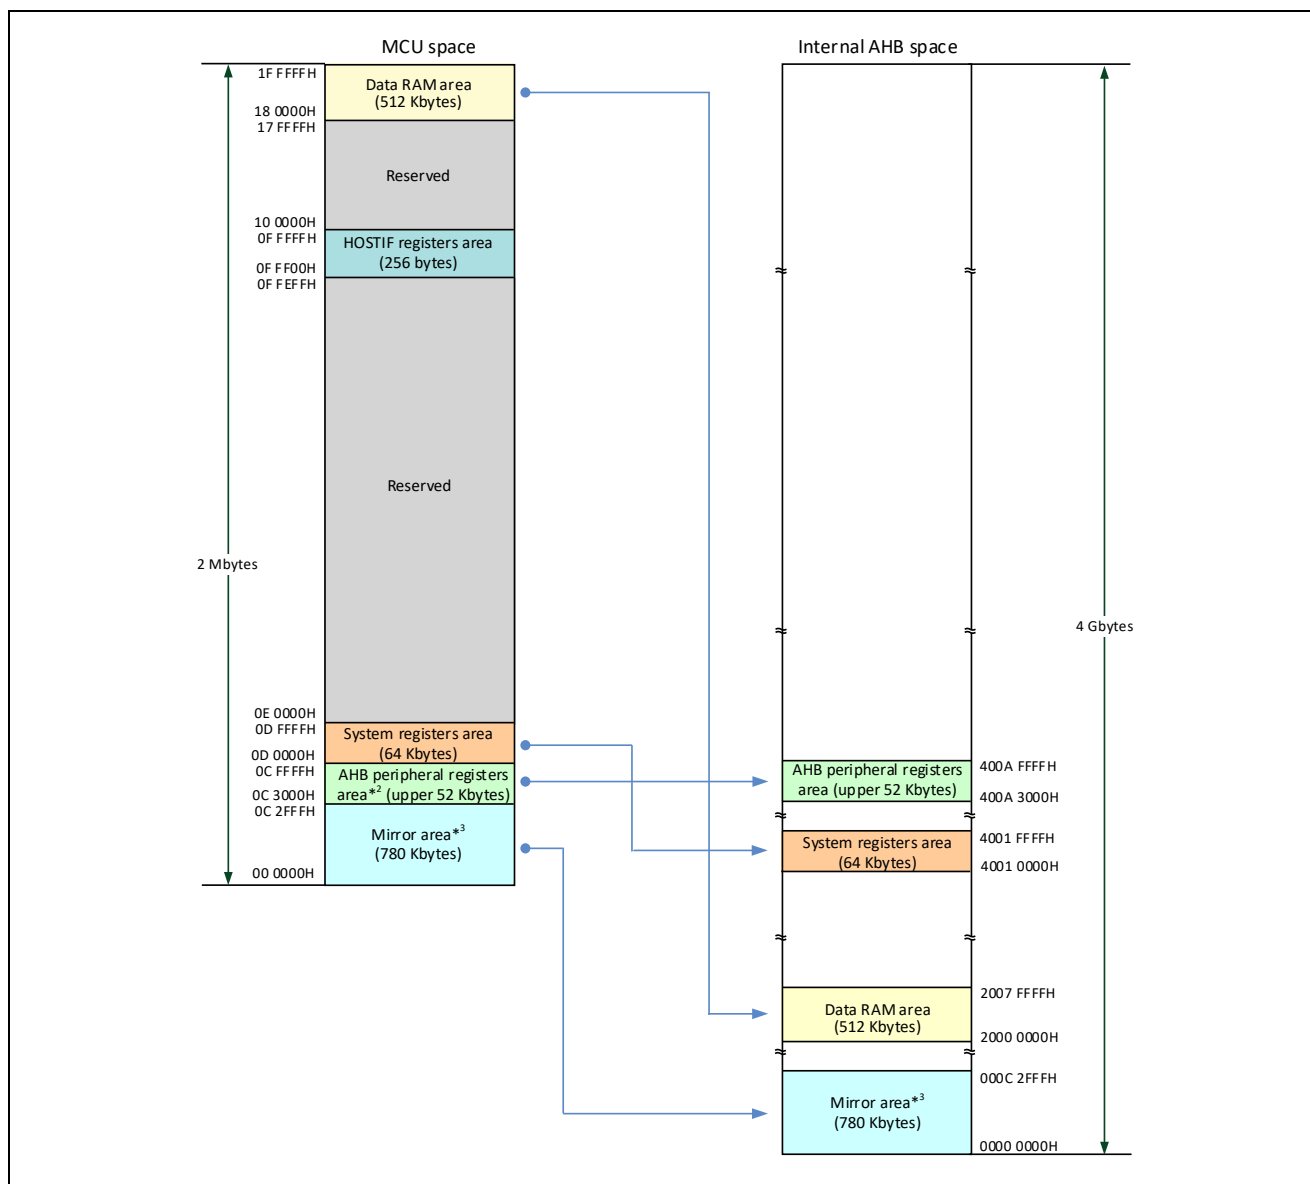 MCU space
1F FFFFH
Data RAM area
(512 Kbytes)
18 0000H
17 FFFFH
Reserved
10 0000H
0F FFFFH
HOSTIF registers area
(256 bytes)
0F FF00H
0F FEFFH
Reserved
2 Mbytes
0E 0000H
0D FFFFH
System registers area
(64 Kbytes)
0D 0000H
0C FFFFH
AHB peripheral registers
area*2 (upper 52 Kbytes)
0C 3000H
0C 2FFFH
Mirror area*3
(780 Kbytes)
00 0000H
Internal AHB space
4 Gbytes
AHB peripheral registers
area (upper 52 Kbytes)
400A FFFFH
400A 3000H
System registers area
(64 Kbytes)
4001 FFFFH
4001 0000H
2007 FFFFH
Data RAM area
(512 Kbytes)
2000 0000H
000C 2FFFH
Mirror area*3
(780 Kbytes)
0000 0000H